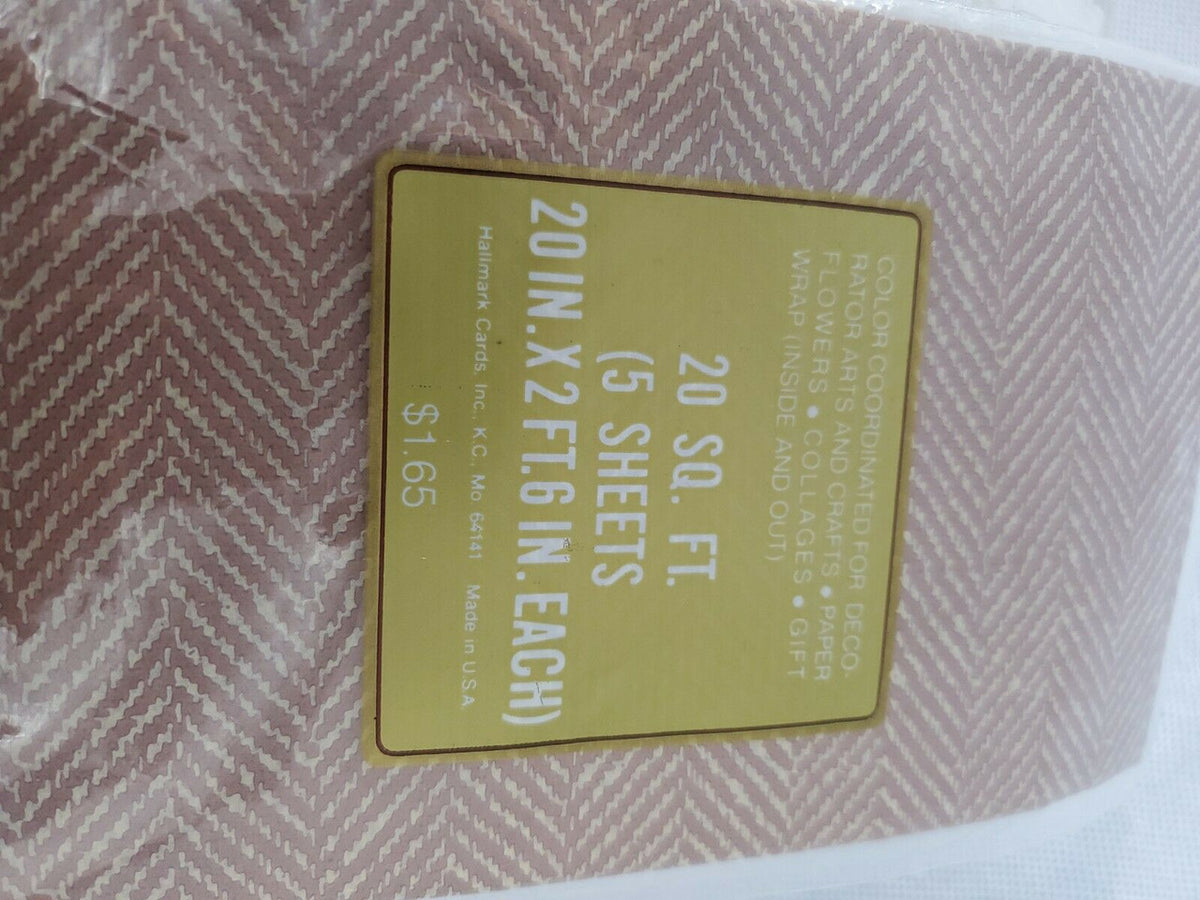 COLOR COORDINATED FOR DECO-
RATOR ARTS AND CRAFTS • PAPER
FLOWERS • COLLAGES • GIFT
WRAP (INSIDE AND OUT)
20 SQ. FT.
(5 SHEETS
20 IN. X 2 FT. 6 IN. EACH)
Hallmark Cards, Inc., K.C., Mo 64141 Made in U.S.A.
$1.65